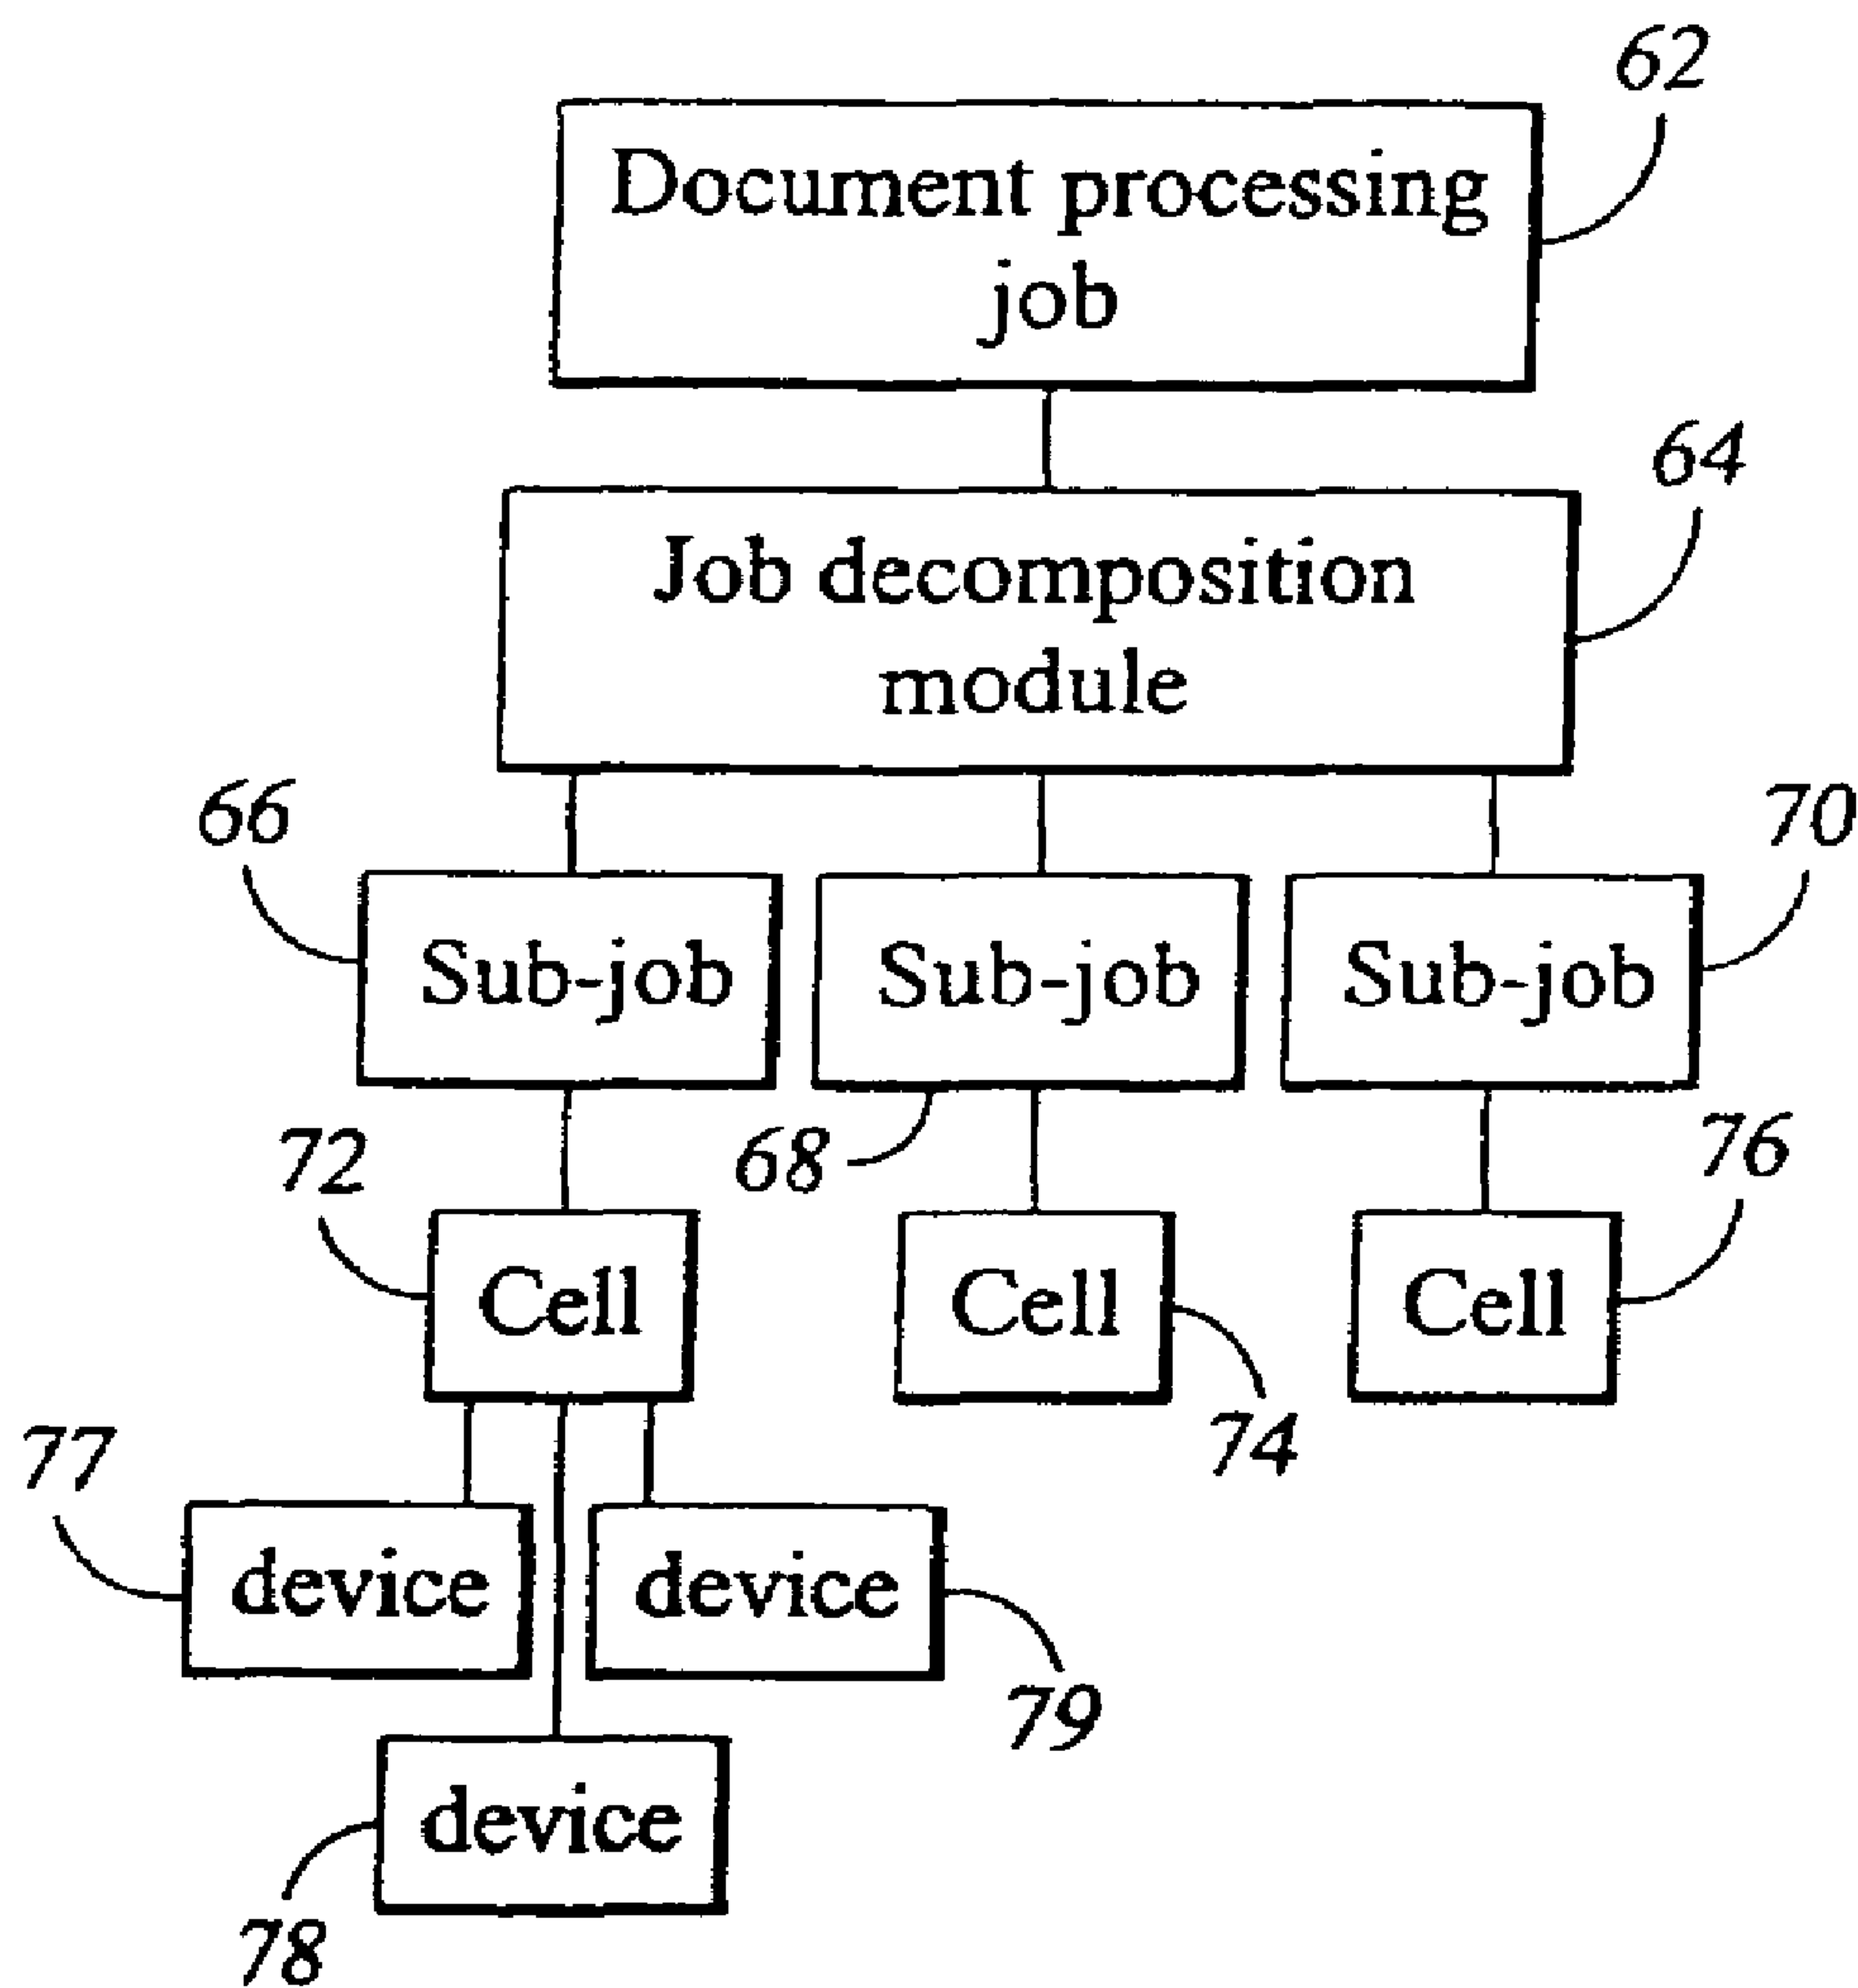 62
Document processing
job
64
Job decomposition
module
66
70
Sub-job
Sub-job
Sub-job
72
68
76
Cell
Cell
Cell
77
74
device
device
79
device
78